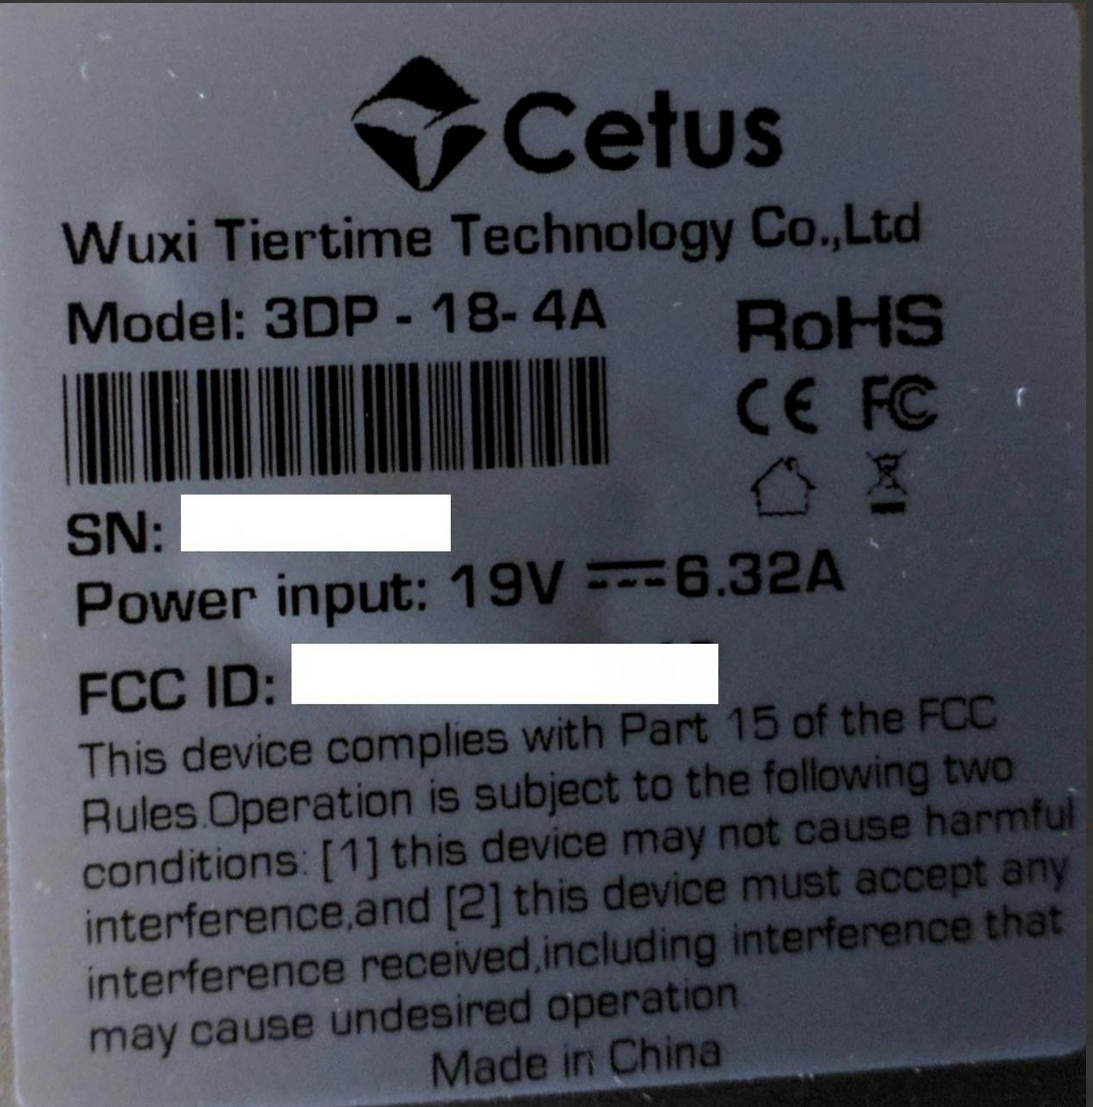 Cetus
Wuxi Tiertime Technology Co.,Ltd
Model: 3DP - 18- 4A
RoHS
CE FC
SN:
Power input: 19V ⎓ 6.32A
FCC ID:
This device complies with Part 15 of the FCC
Rules.Operation is subject to the following two
conditions: [1] this device may not cause harmful
interference,and [2] this device must accept any
interference received,including interference that
may cause undesired operation
Made in China